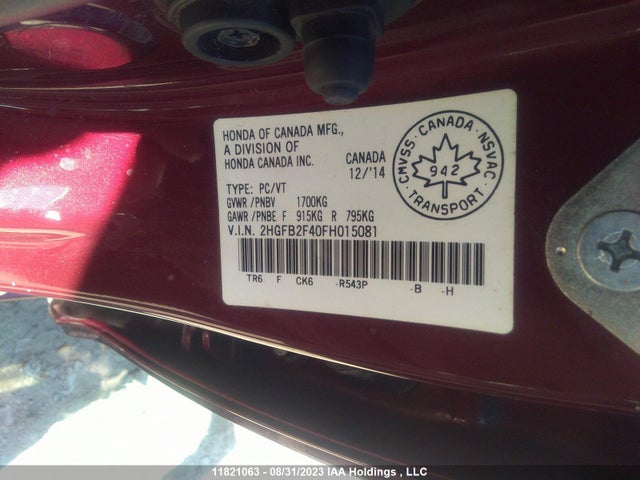 HONDA OF CANADA MFG.,
A DIVISION OF
HONDA CANADA INC.
CANADA
12/'14
TYPE: PC/VT
GVWR /PNBV 1700KG
GAWR /PNBE F 915KG R 795KG
V.I.N. 2HGFB2F40FH015081
TR6 F CK6 -R543P -B -H
CMVSS · CANADA · NSVAC
942
· TRANSPORT ·
11821063 - 08/31/2023 IAA Holdings , LLC